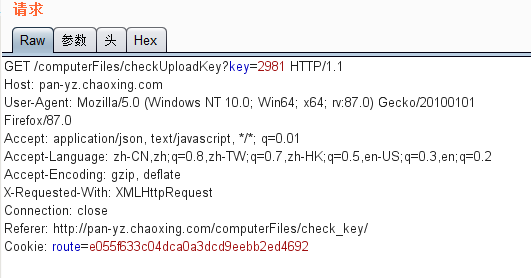 请求
Raw 参数 头 Hex
GET /computerFiles/checkUploadKey?key=2981 HTTP/1.1
Host: pan-yz.chaoxing.com
User-Agent: Mozilla/5.0 (Windows NT 10.0; Win64; x64; rv:87.0) Gecko/20100101
Firefox/87.0
Accept: application/json, text/javascript, */*; q=0.01
Accept-Language: zh-CN,zh;q=0.8,zh-TW;q=0.7,zh-HK;q=0.5,en-US;q=0.3,en;q=0.2
Accept-Encoding: gzip, deflate
X-Requested-With: XMLHttpRequest
Connection: close
Referer: http://pan-yz.chaoxing.com/computerFiles/check_key/
Cookie: route=e055f633c04dca0a3dcd9eebb2ed4692